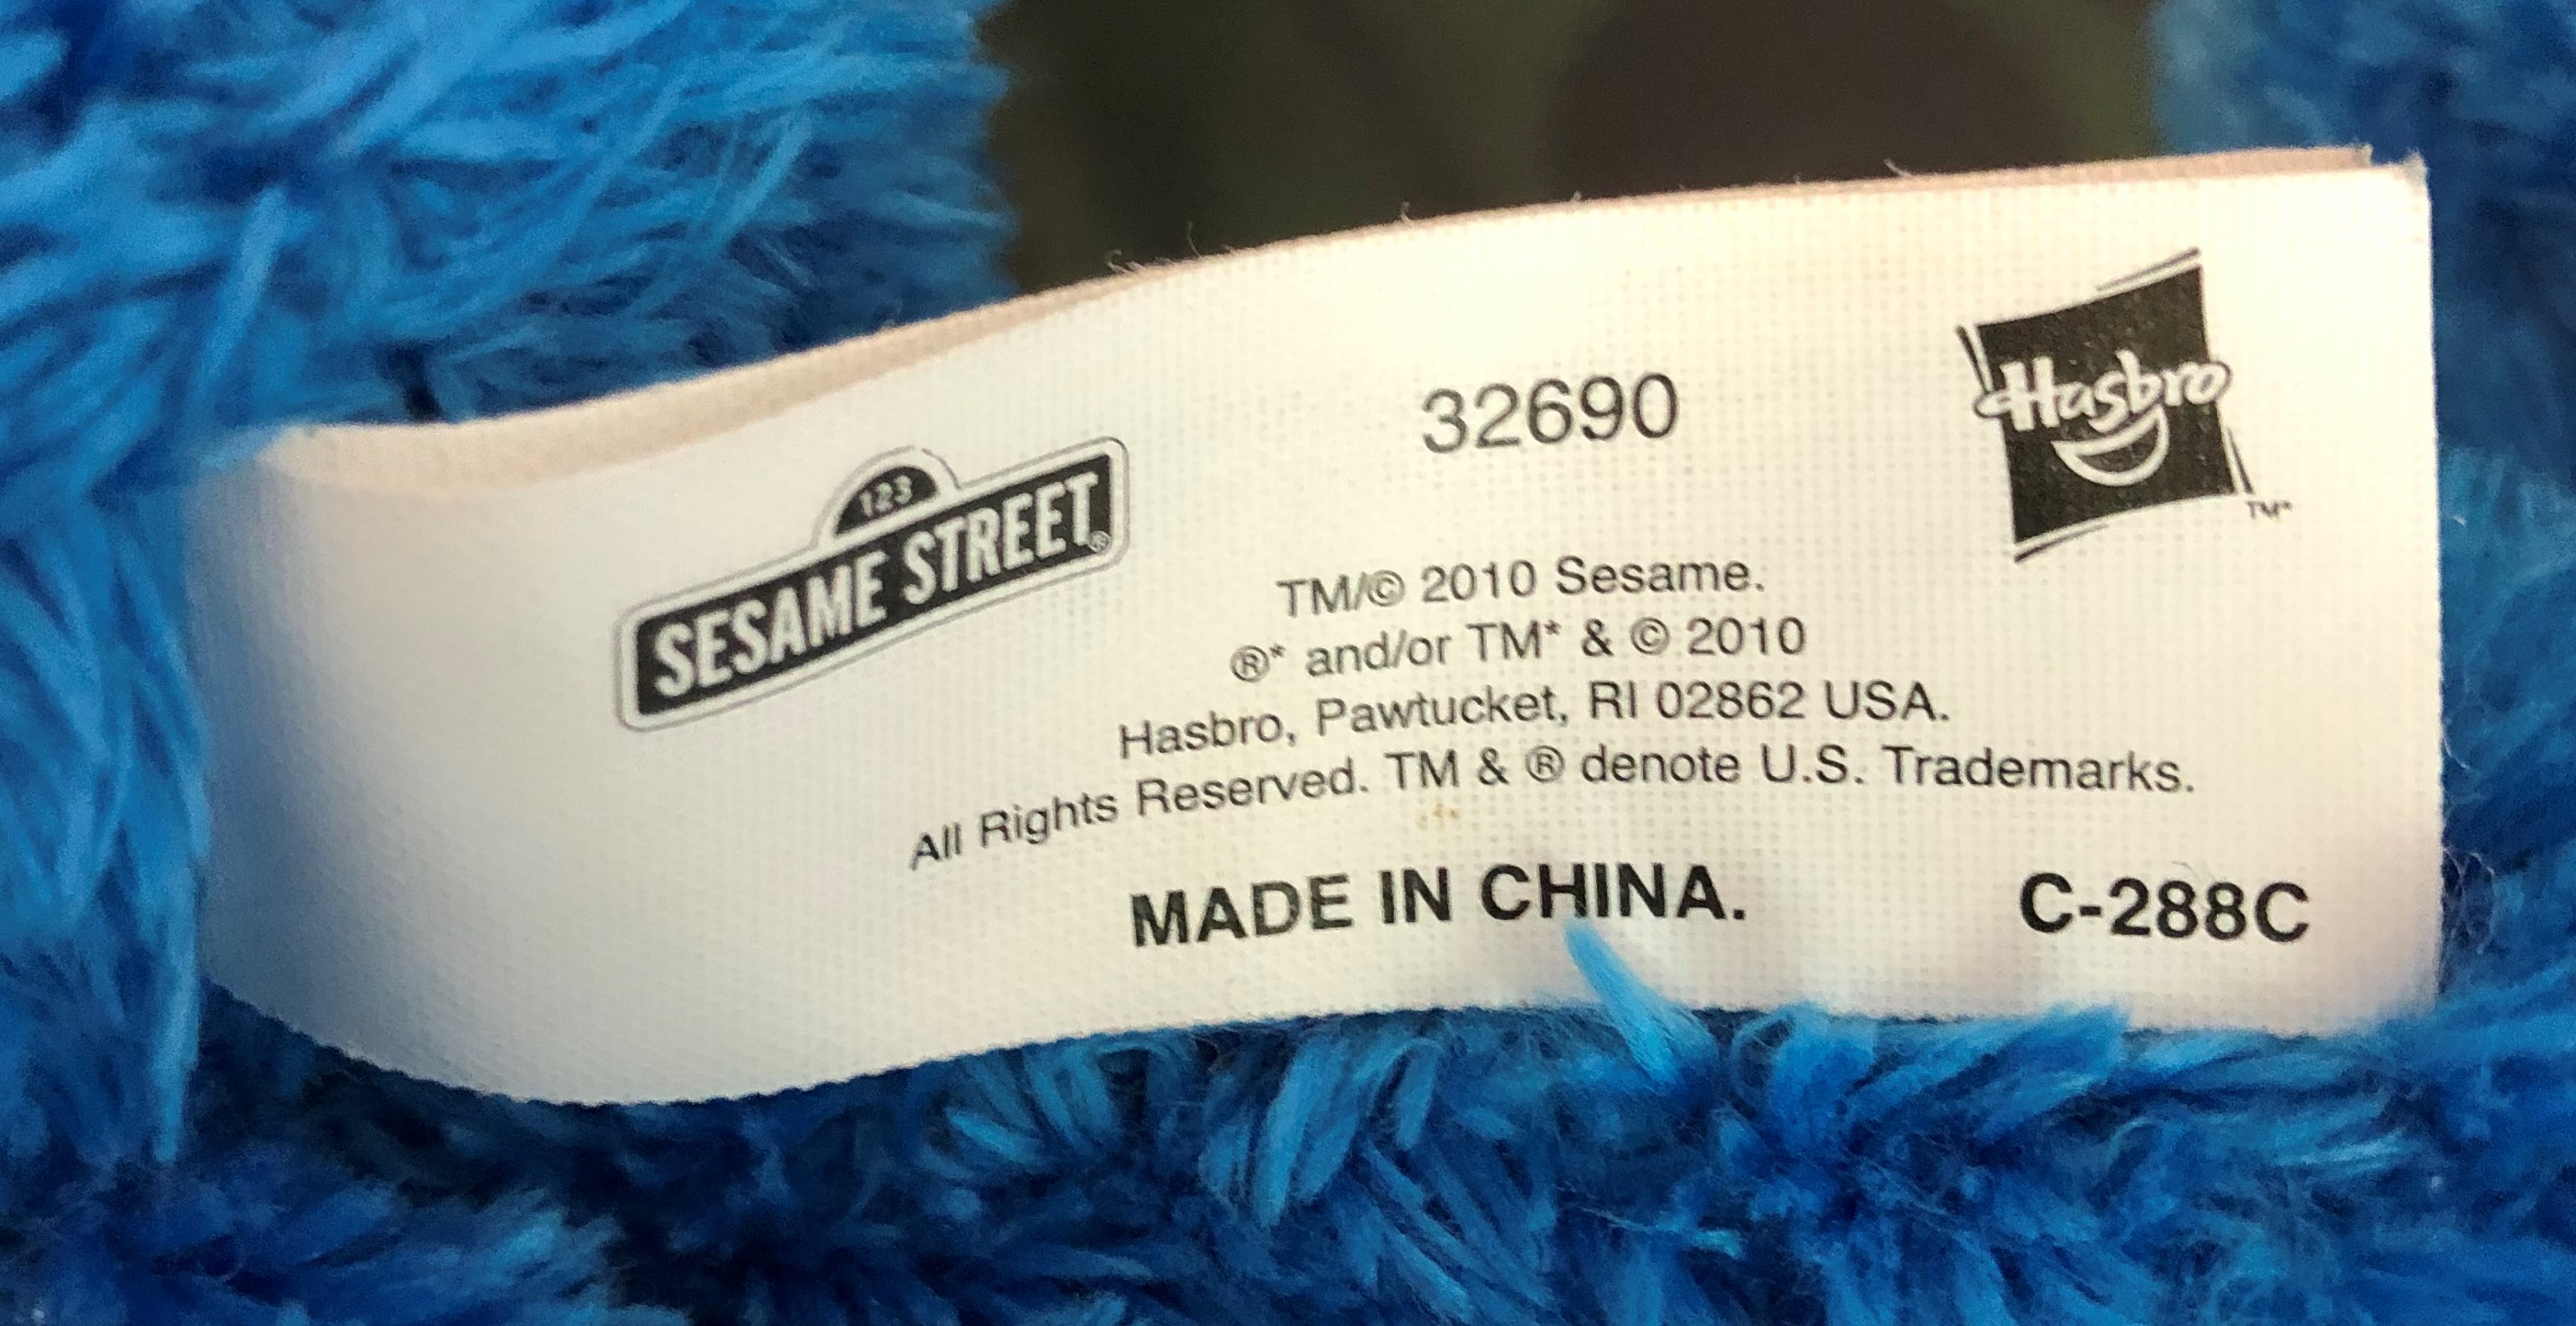 32690
Hasbro
TM*
123
SESAME STREET®
TM/© 2010 Sesame.
®* and/or TM* & © 2010
Hasbro, Pawtucket, RI 02862 USA.
All Rights Reserved. TM & ® denote U.S. Trademarks.
MADE IN CHINA.
C-288C